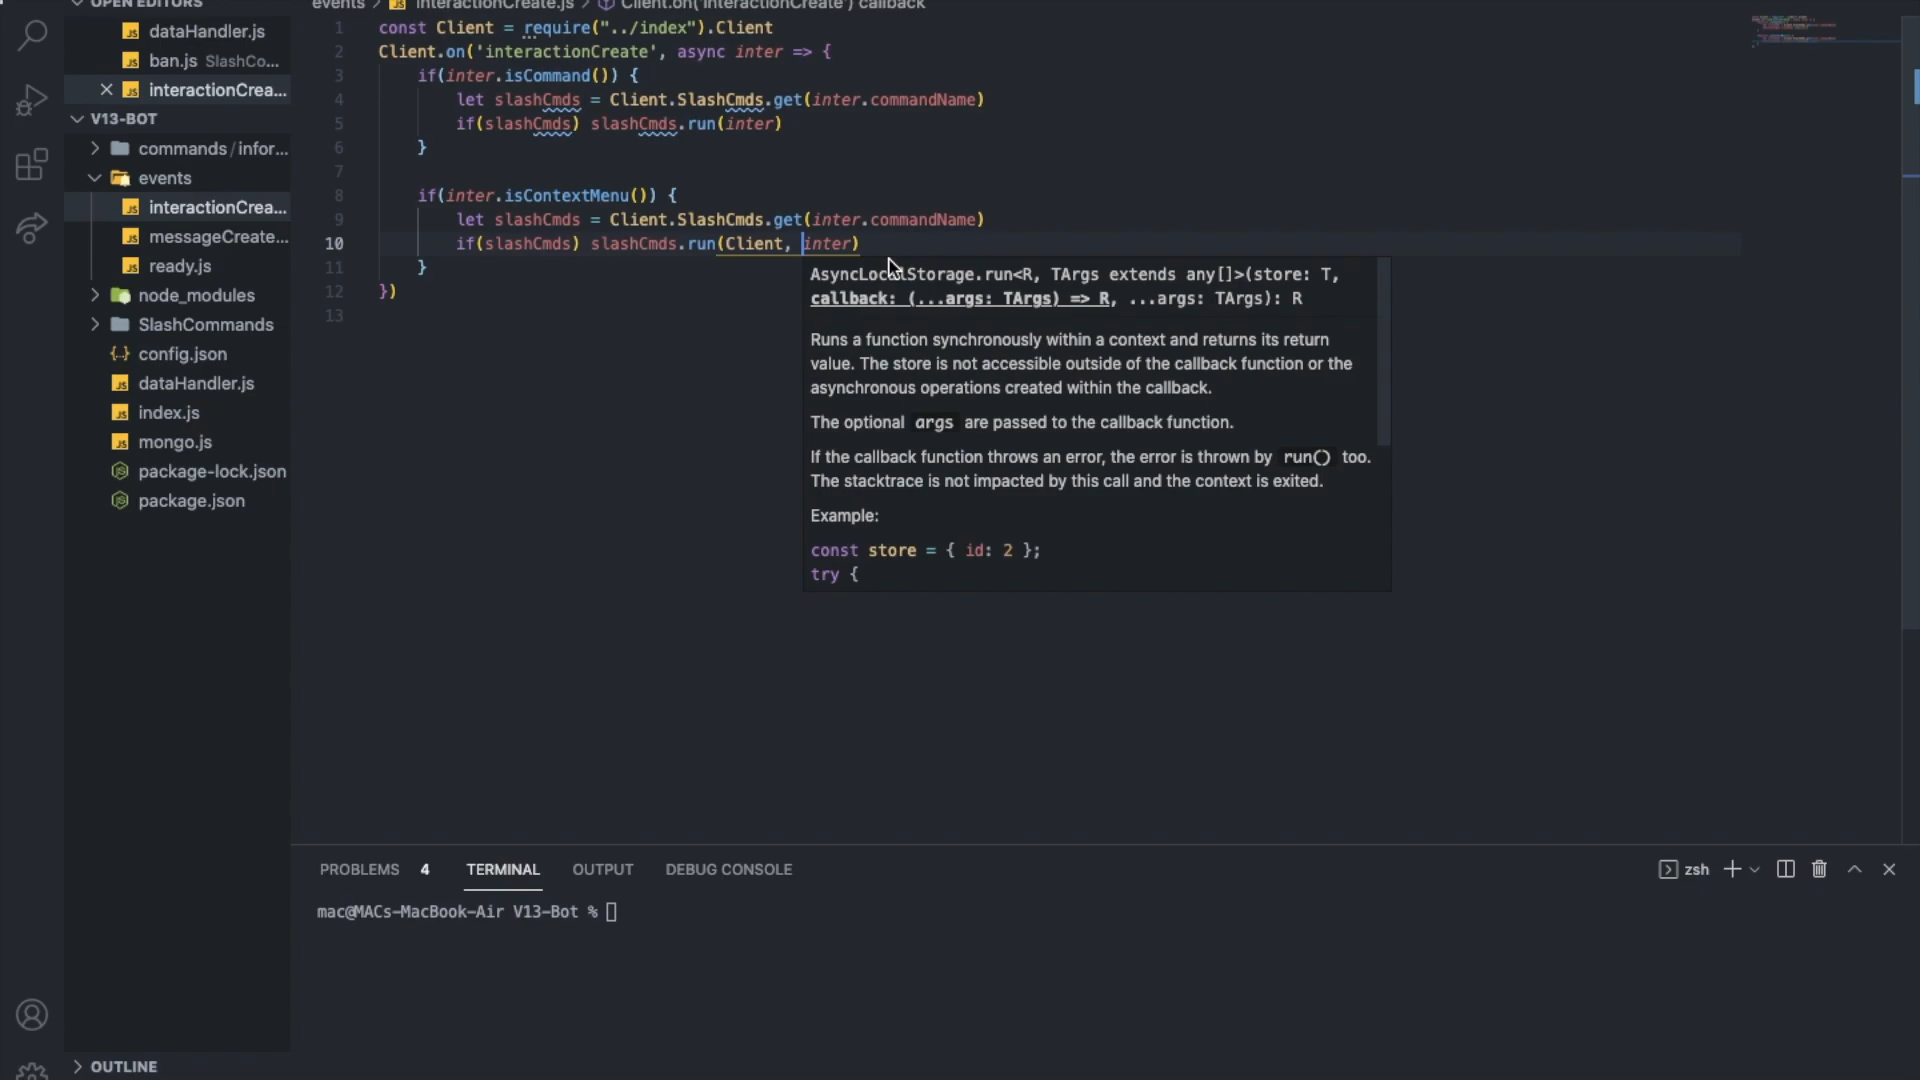 OPEN EDITORS
dataHandler.js
ban.js SlashCo...
interactionCrea...
V13-BOT
commands/infor...
events
interactionCrea...
messageCreate...
ready.js
node_modules
SlashCommands
config.json
dataHandler.js
index.js
mongo.js
package-lock.json
package.json
OUTLINE
events > interactionCreate.js > Client.on('interactionCreate') callback
1 const Client = require("../index").Client
2 Client.on('interactionCreate', async inter => {
3 if(inter.isCommand()) {
4 let slashCmds = Client.SlashCmds.get(inter.commandName)
5 if(slashCmds) slashCmds.run(inter)
6 }
7
8 if(inter.isContextMenu()) {
9 let slashCmds = Client.SlashCmds.get(inter.commandName)
10 if(slashCmds) slashCmds.run(Client, inter)
11 }
12 })
13
AsyncLocalStorage.run<R, TArgs extends any[]>(store: T,
callback: (...args: TArgs) => R, ...args: TArgs): R
Runs a function synchronously within a context and returns its return
value. The store is not accessible outside of the callback function or the
asynchronous operations created within the callback.
The optional args are passed to the callback function.
If the callback function throws an error, the error is thrown by run() too.
The stacktrace is not impacted by this call and the context is exited.
Example:
const store = { id: 2 };
try {
PROBLEMS 4 TERMINAL OUTPUT DEBUG CONSOLE
zsh
mac@MACs-MacBook-Air V13-Bot %